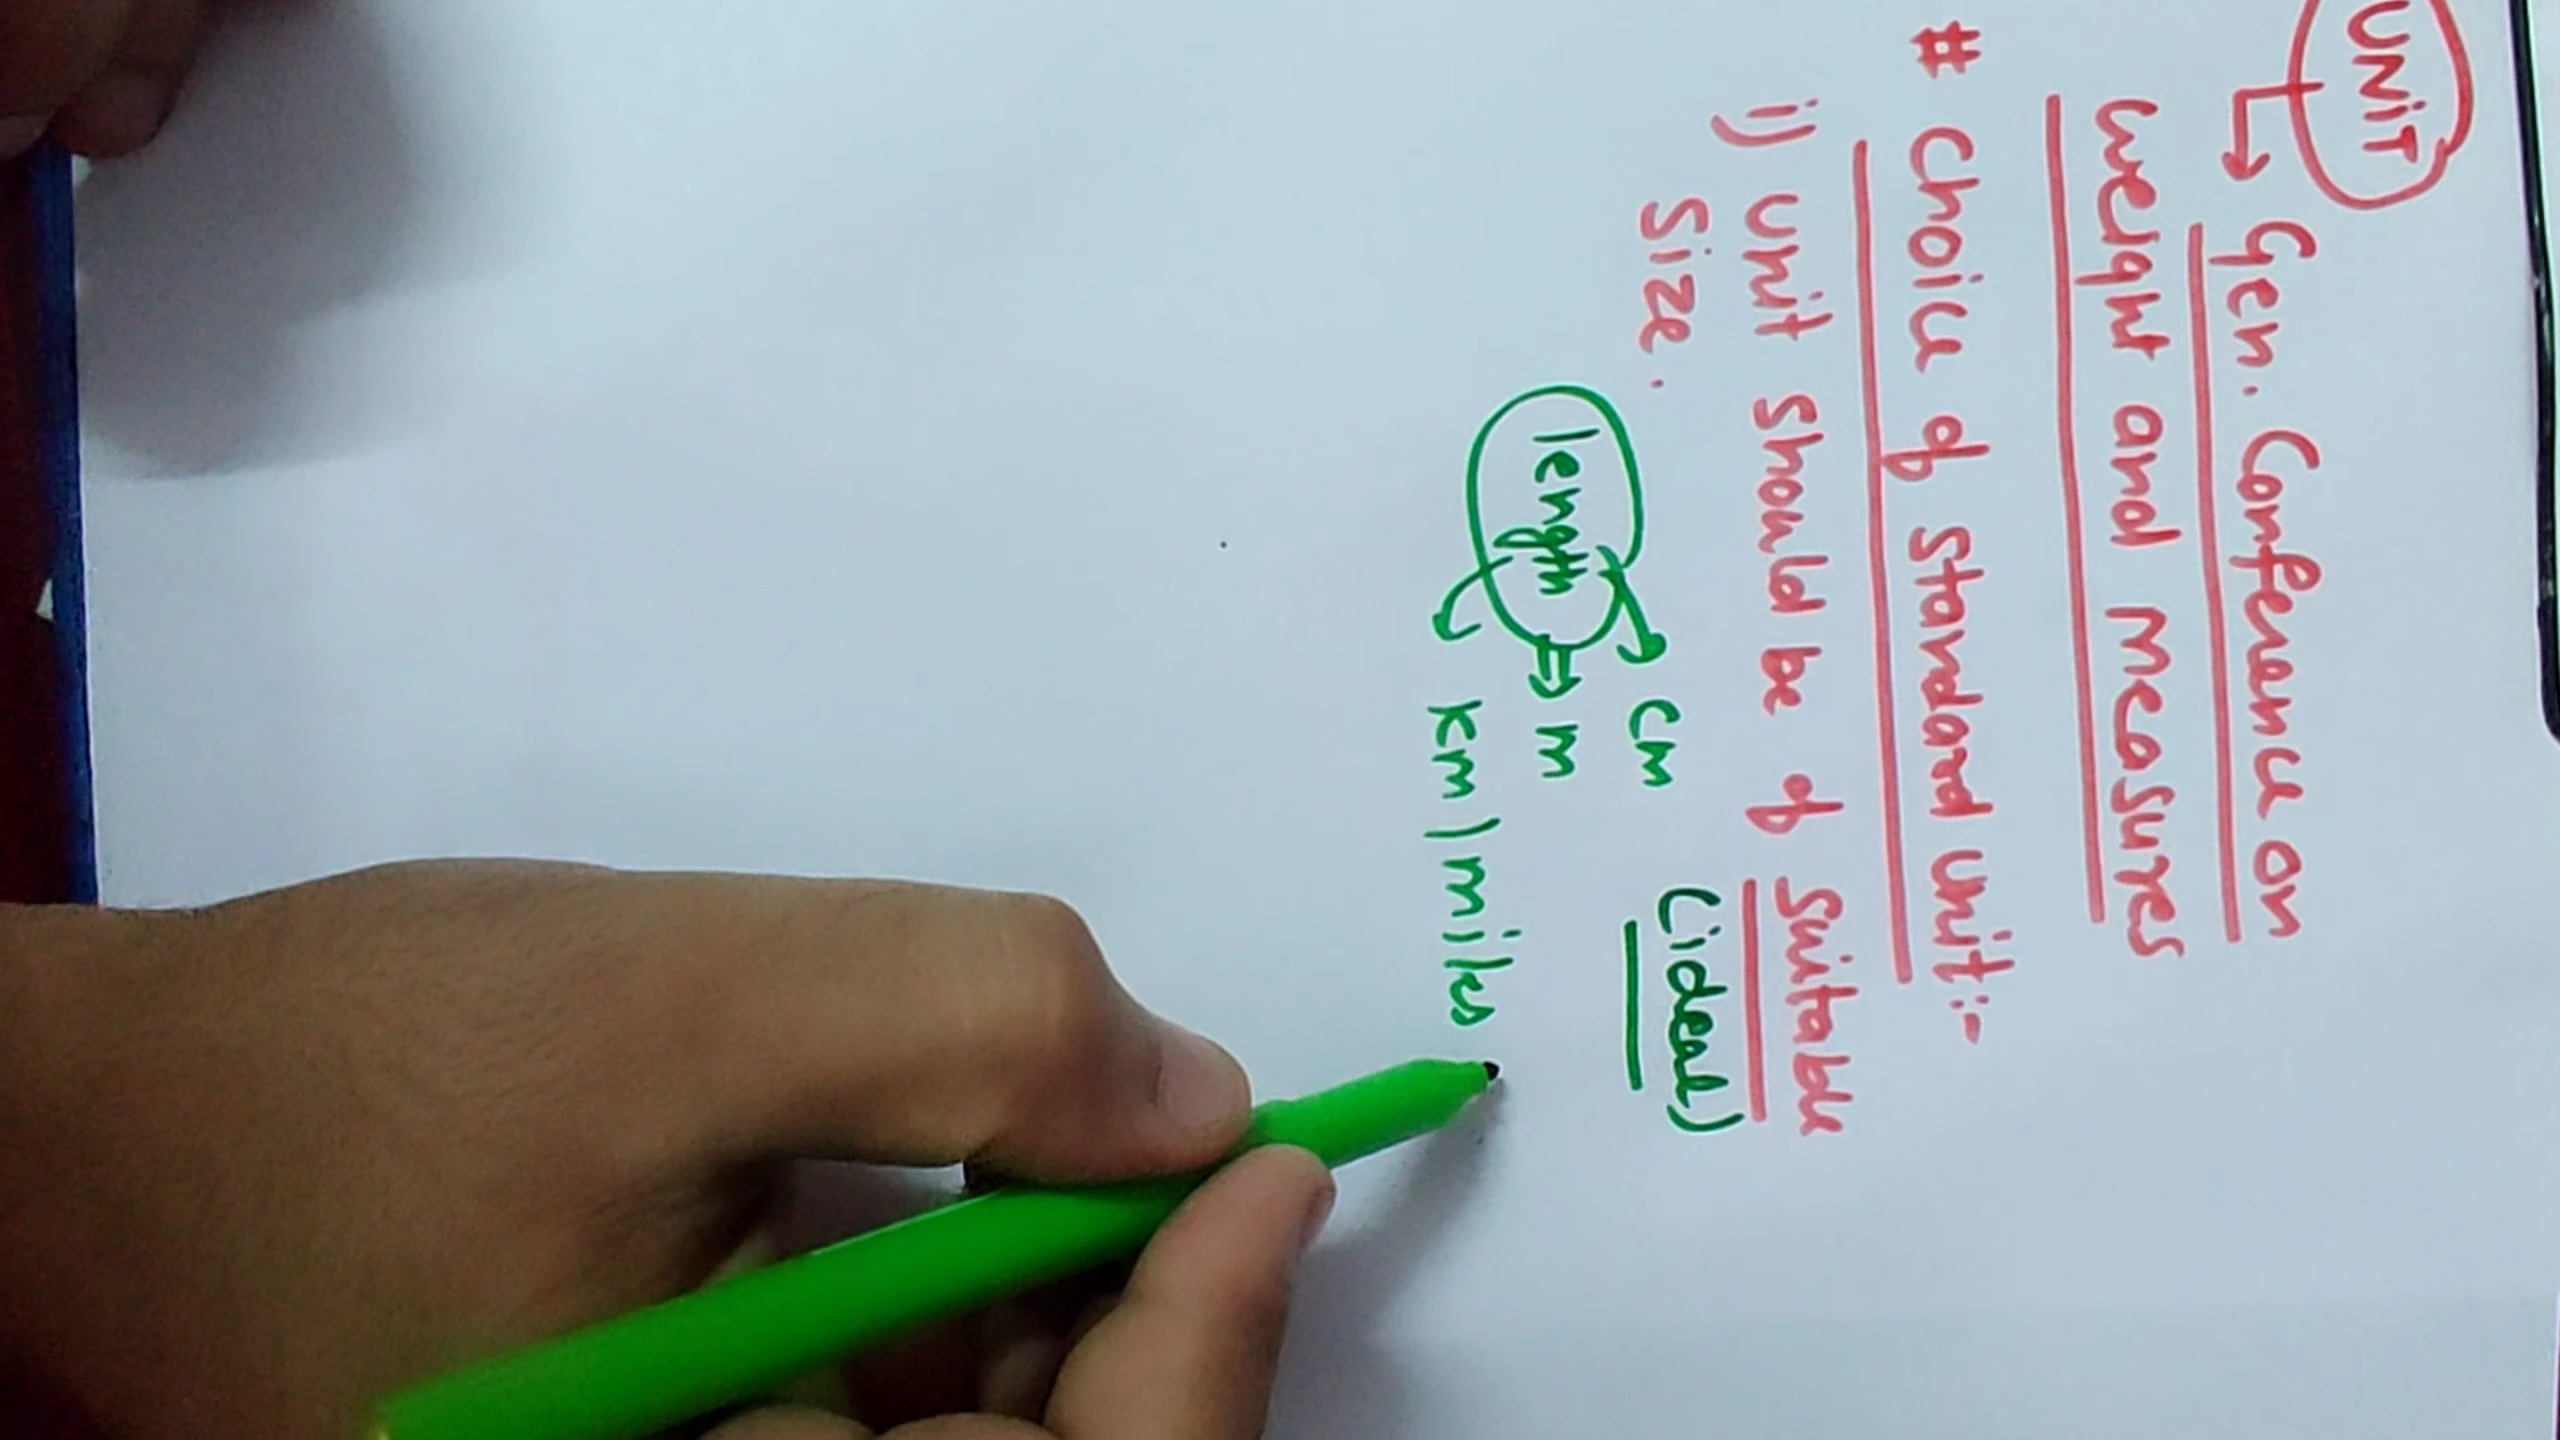 UNIT
↳ Gen. Conference on
Weight and Measures
# Choice of Standard Unit:-
i) Unit should be of Suitable
Size. (ideal)
length → cm
⇒ m
→ km/miles